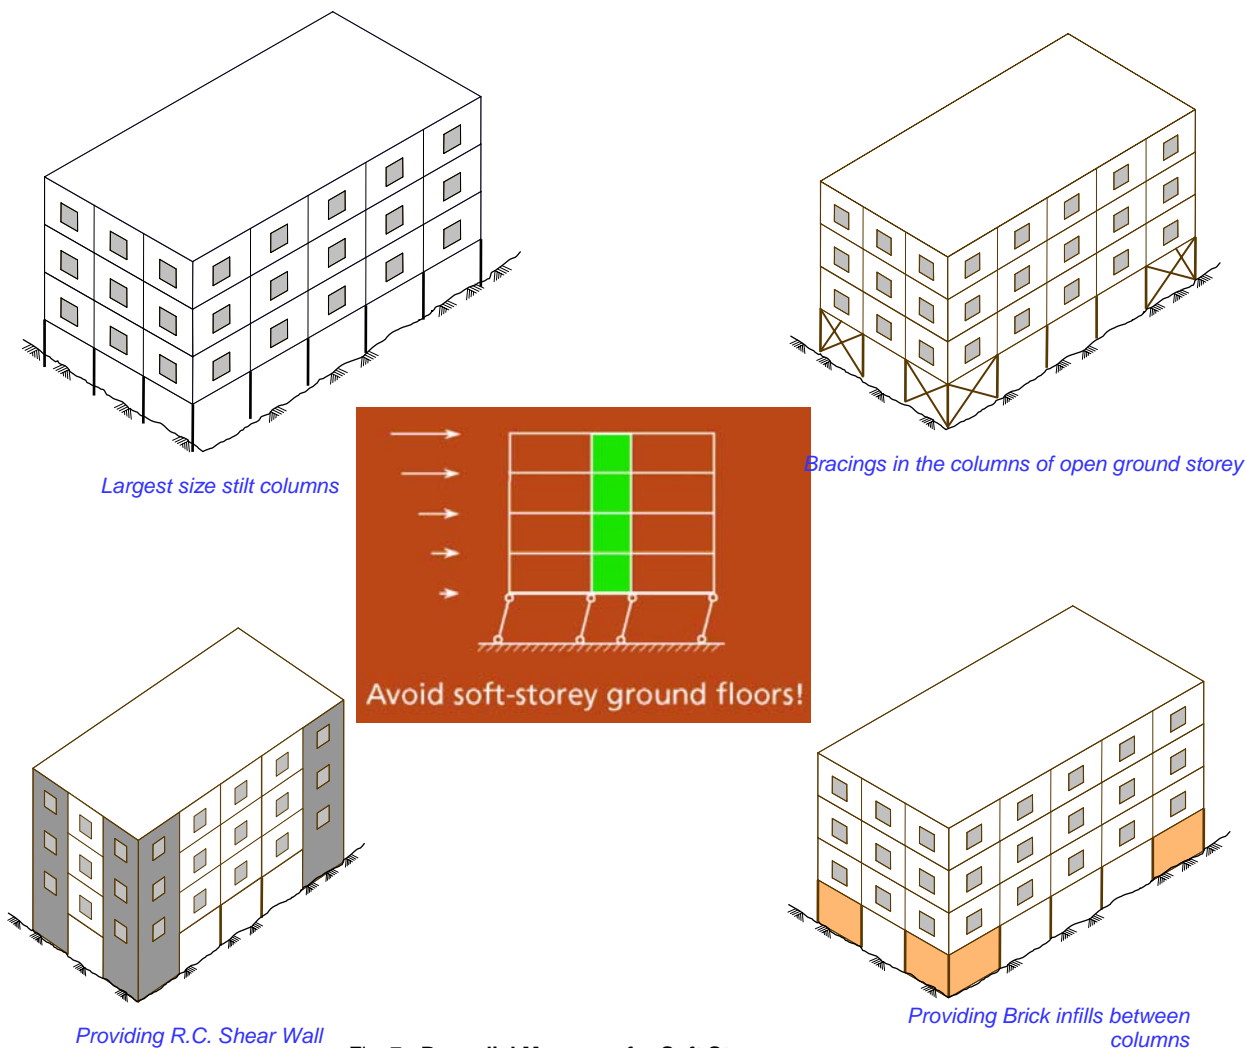 Largest size stilt columns
Bracings in the columns of open ground storey
Avoid soft-storey ground floors!
Providing R.C. Shear Wall
Providing Brick infills between
columns